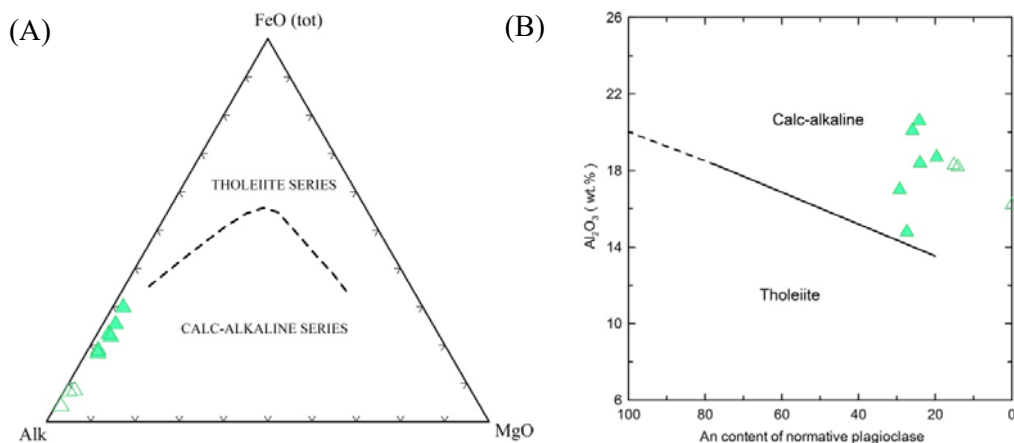 (A)
FeO (tot)
THOLEIITE SERIES
CALC-ALKALINE SERIES
Alk
MgO
(B)
26
22
18
14
10
6
Al₂O₃ ( wt.% )
Calc-alkaline
Tholeiite
100 80 60 40 20 0
An content of normative plagioclase